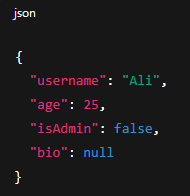 json
{
  "username": "Ali",
  "age": 25,
  "isAdmin": false,
  "bio": null
}